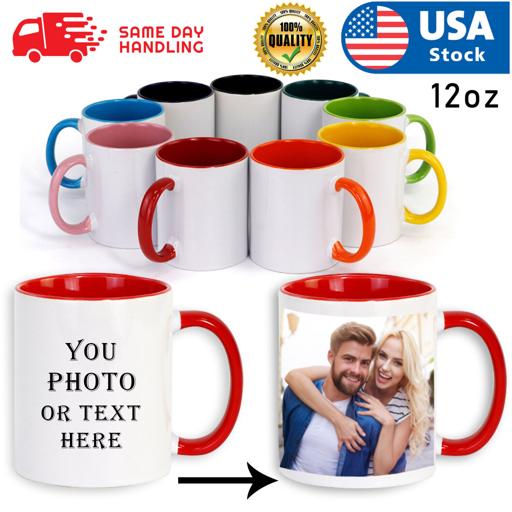 SAME DAY
HANDLING
100%
QUALITY
USA
Stock
12oz
YOU
PHOTO
OR TEXT
HERE